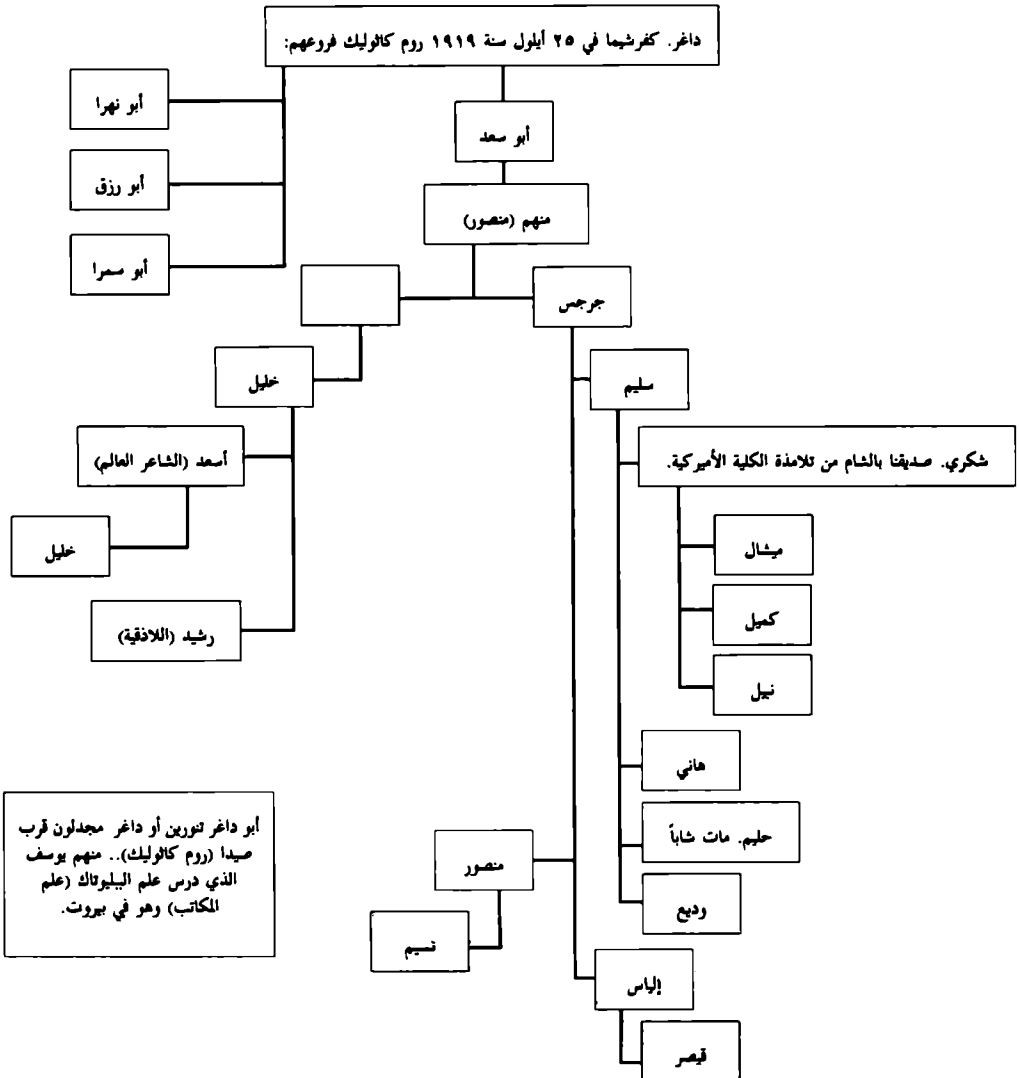 داغر. كفرشيما في ٢٥ أيلول سنة ١٩١٩ روم كاثوليك فروعهم:
أبو نهرا
أبو سعد
أبو رزق
منهم (منصور)
أبو سمرا
جرجس
خليل
سليم
أسعد (الشاعر العالم)
شكري. صديقنا بالشام من تلامذة الكلية الأميركية.
خليل
ميشال
كميل
رشيد (اللاذقية)
نبيل
هاني
حليم. مات شاباً
وديع
منصور
نسيم
إلياس
قيصر
أبو داغر تنورين أو داغر مجدلون قرب
صيدا (روم كاثوليك).. منهم يوسف
الذي درس علم الببليوتاك (علم
المكاتب) وهو في بيروت.